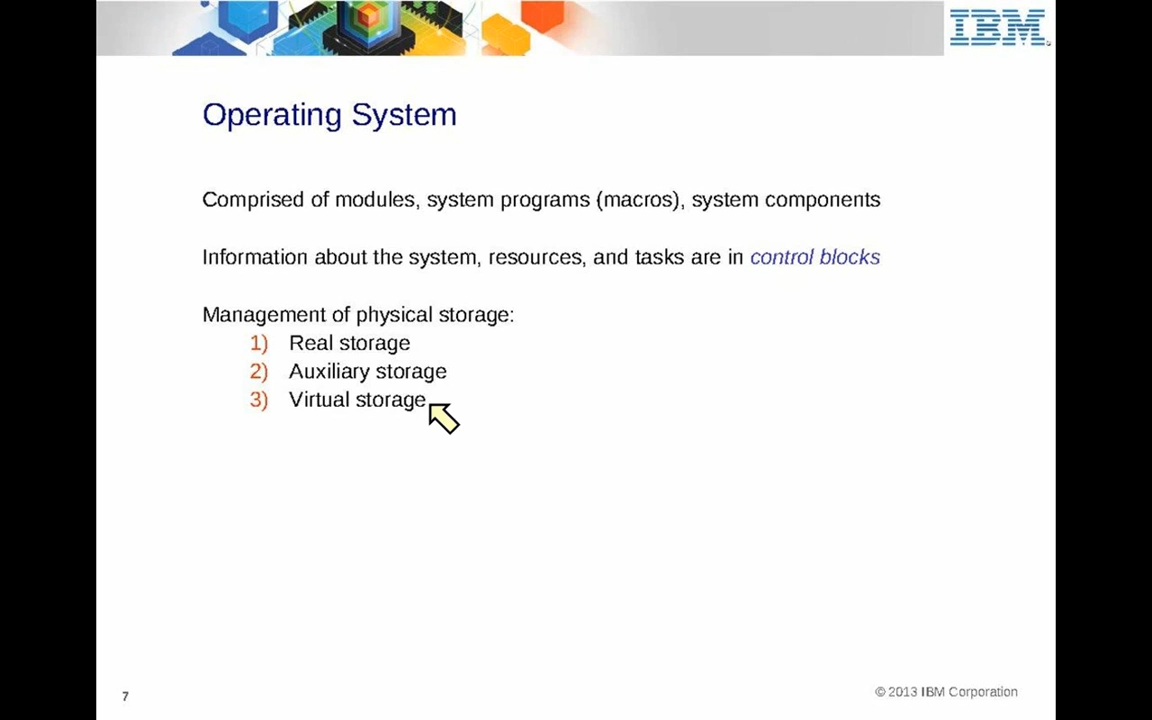 IBM
Operating System
Comprised of modules, system programs (macros), system components
Information about the system, resources, and tasks are in control blocks
Management of physical storage:
1) Real storage
2) Auxiliary storage
3) Virtual storage
7
© 2013 IBM Corporation